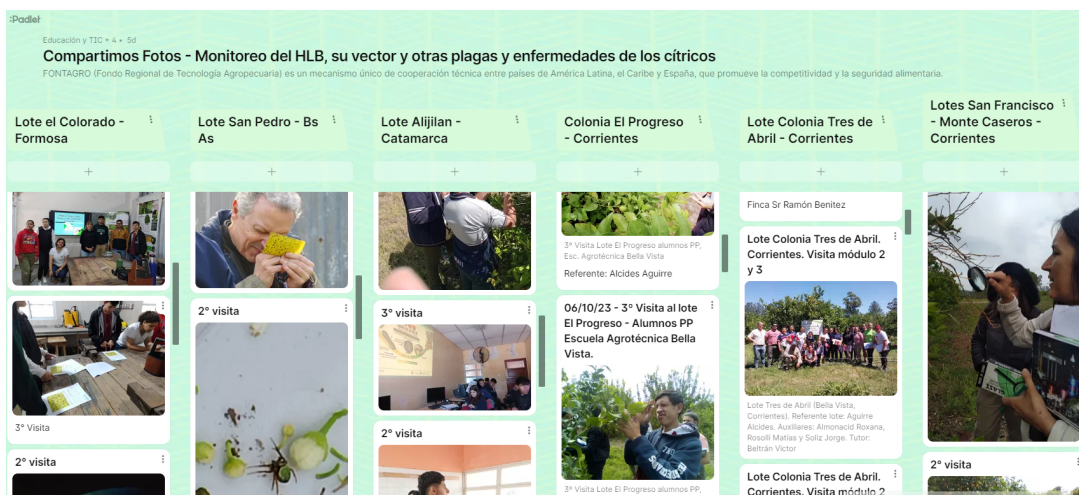 :Padlet
Educación y TIC • 4 • 5d
Compartimos Fotos - Monitoreo del HLB, su vector y otras plagas y enfermedades de los cítricos
FONTAGRO (Fondo Regional de Tecnología Agropecuaria) es un mecanismo único de cooperación técnica entre países de América Latina, el Caribe y España, que promueve la competitividad y la seguridad alimentaria.
Lote el Colorado -
Formosa
3° Visita
2° visita
Lote San Pedro - Bs
As
2° visita
Lote Alijilan -
Catamarca
3° visita
2° visita
Colonia El Progreso
- Corrientes
3° Visita Lote El Progreso alumnos PP,
Esc. Agrotécnica Bella Vista
Referente: Alcides Aguirre
06/10/23 - 3° Visita al lote
El Progreso - Alumnos PP
Escuela Agrotécnica Bella
Vista.
3° Visita Lote El Progreso alumnos PP,
Lote Colonia Tres de
Abril - Corrientes
Finca Sr Ramón Benitez
Lote Colonia Tres de Abril.
Corrientes. Visita módulo 2
y 3
Lote Tres de Abril (Bella Vista,
Corrientes). Referente lote: Aguirre
Alcides. Auxiliares: Almonacid Roxana,
Rosolli Matías y Soliz Jorge. Tutor:
Beltrán Victor
Lote Colonia Tres de Abril.
Corrientes. Visita módulo 2
Lotes San Francisco
- Monte Caseros -
Corrientes
2° visita